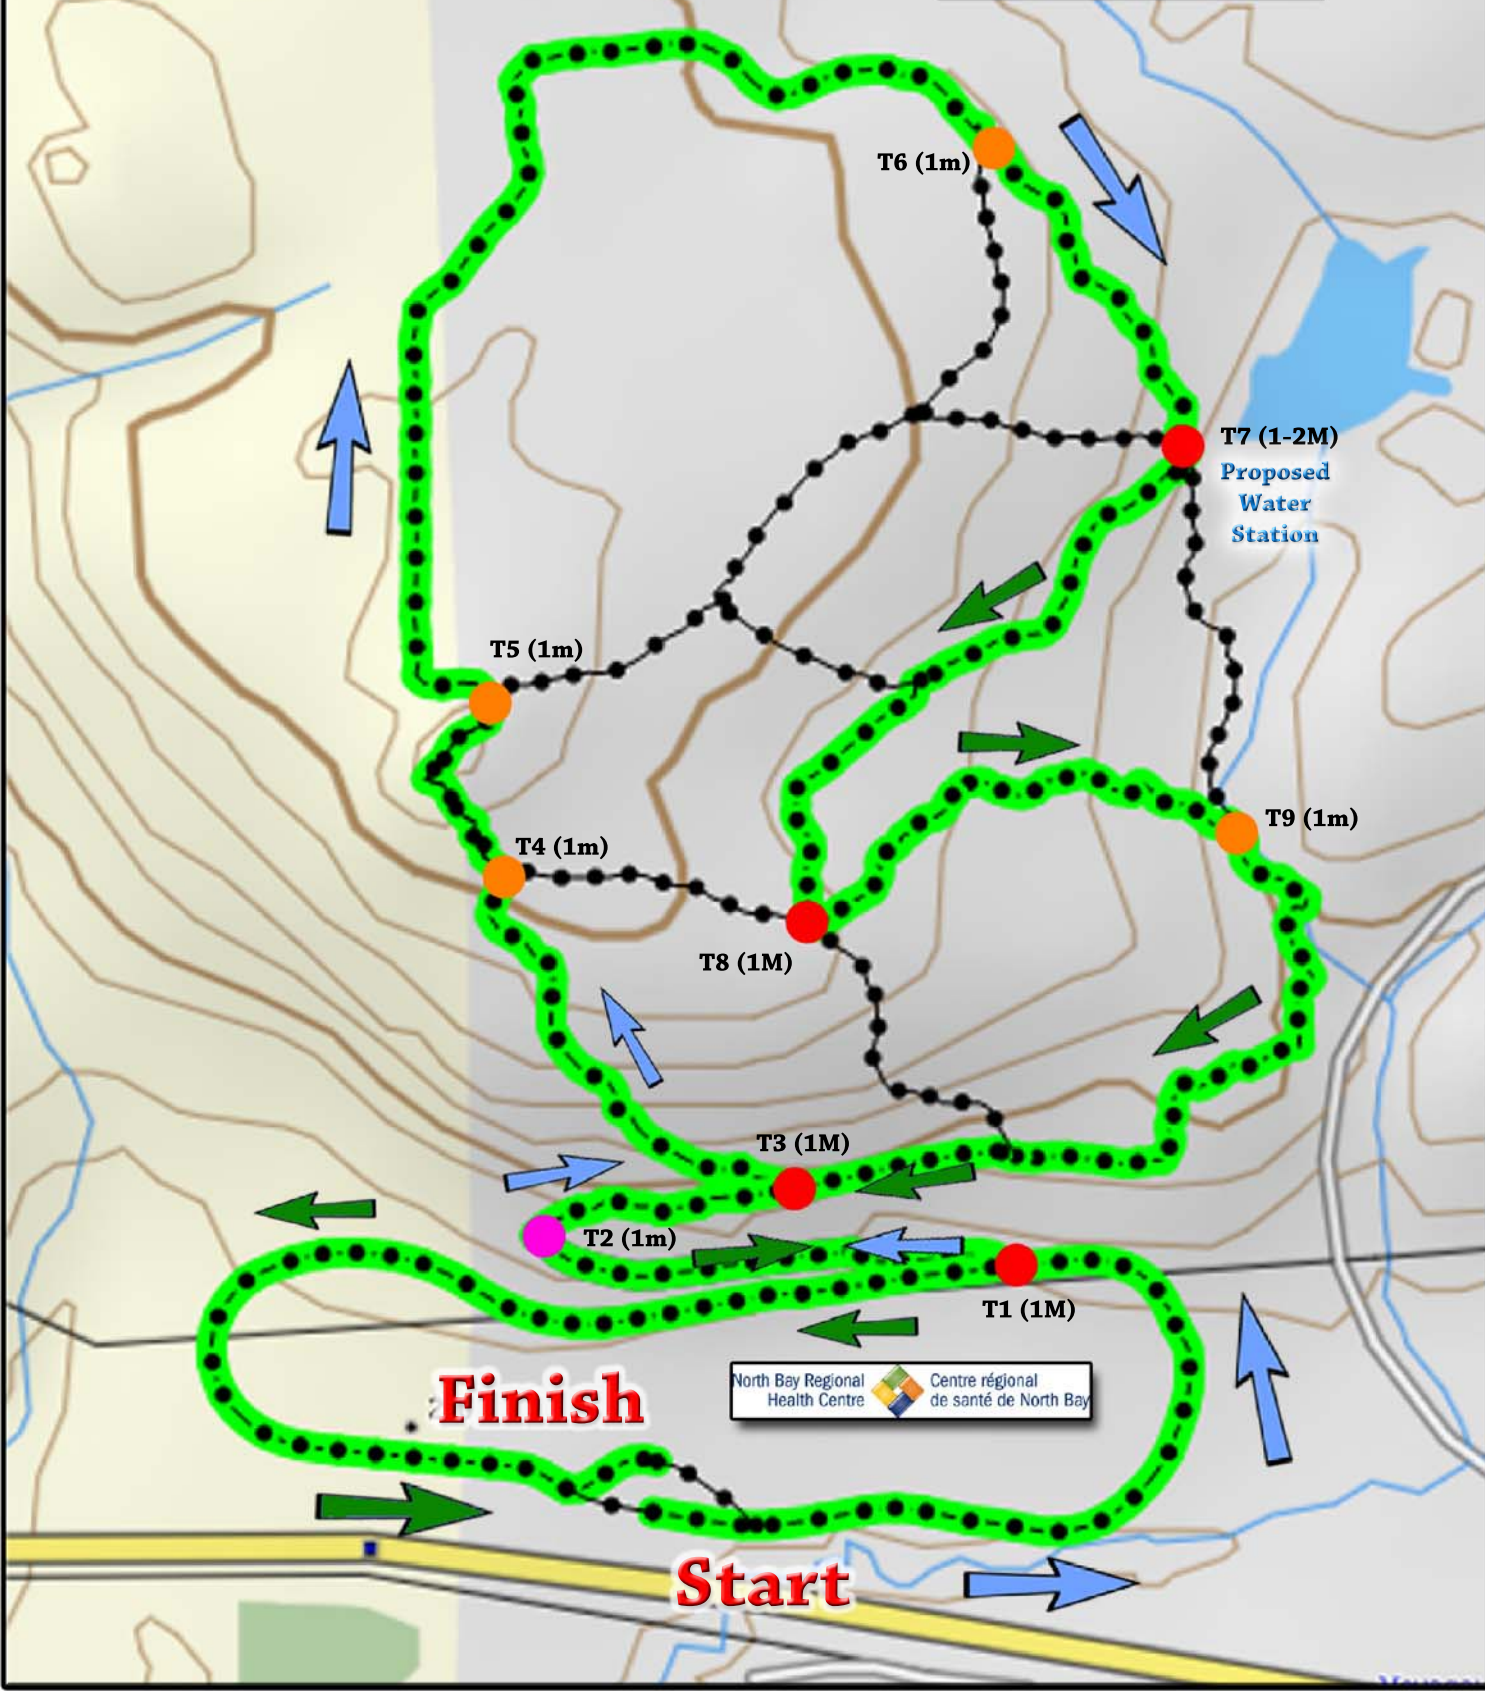 T6 (1m)
T7 (1-2M)
Proposed
Water
Station
T5 (1m)
T9 (1m)
T4 (1m)
T8 (1M)
T3 (1M)
T2 (1m)
T1 (1M)
North Bay Regional
Health Centre
Centre régional
de santé de North Bay
Finish
Start